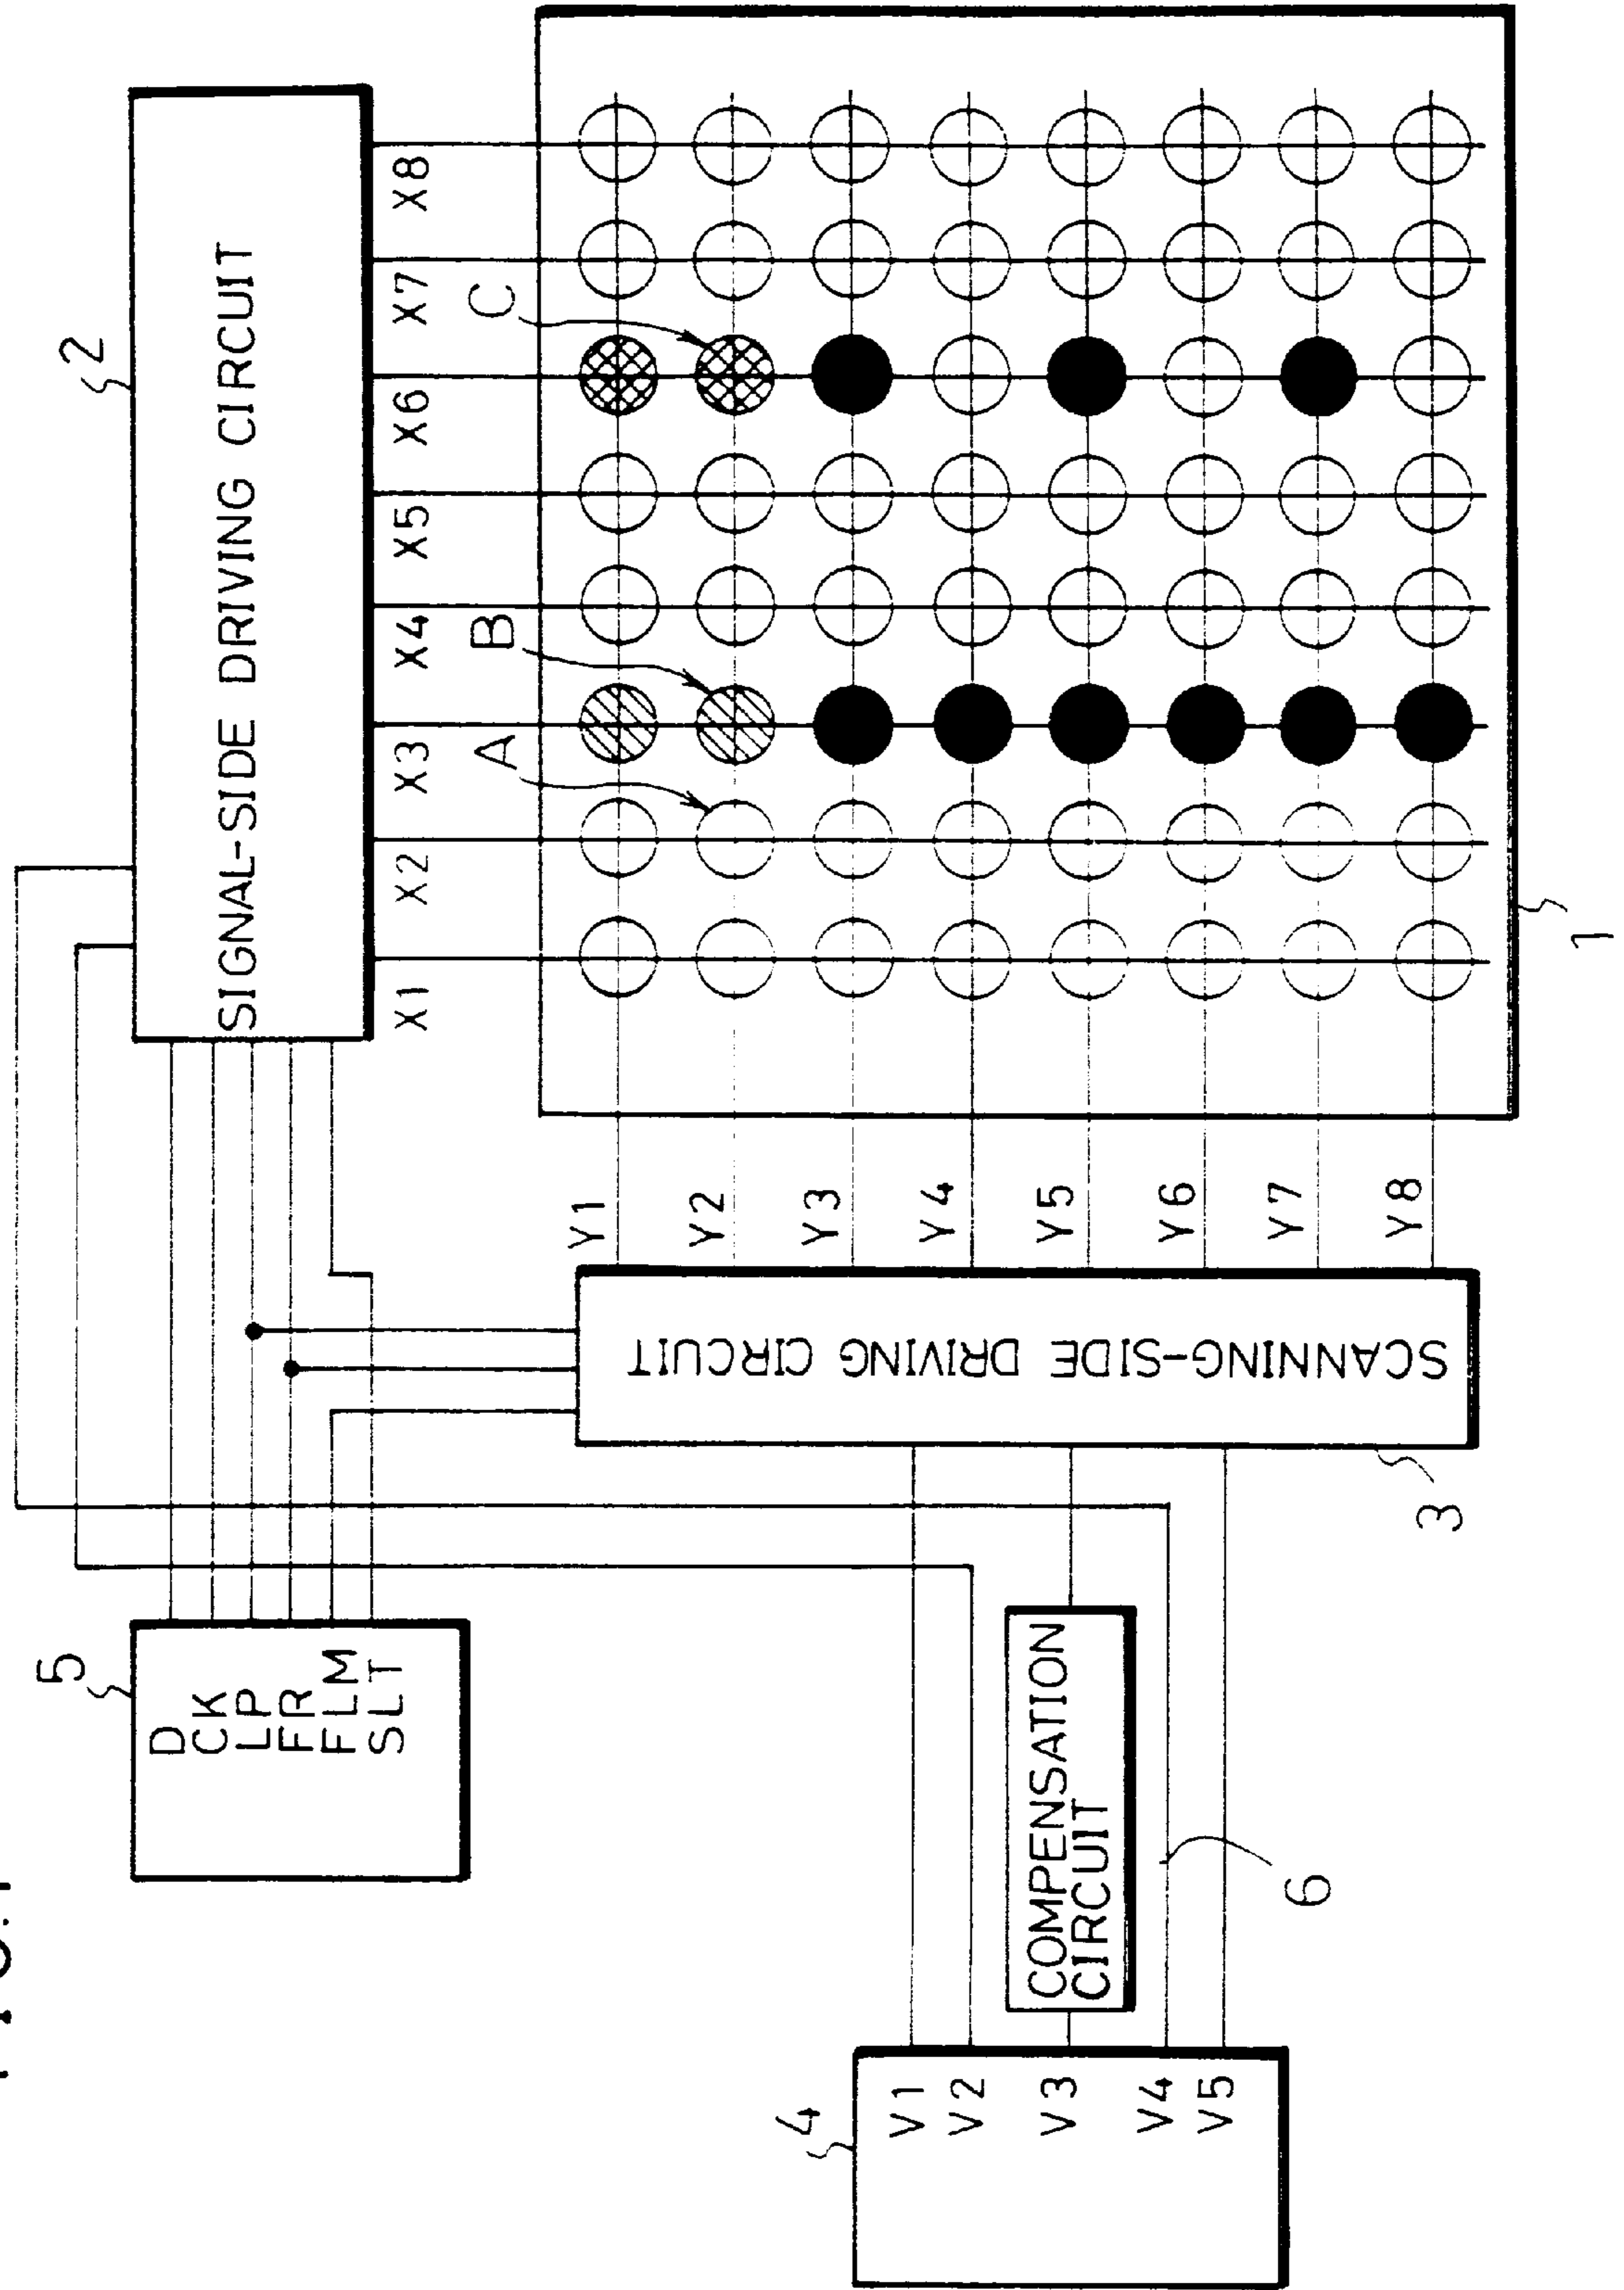 2
SIGNAL-SIDE DRIVING CIRCUIT
X1 X2 X3 X4 X5 X6 X7 X8
A B C
5
D
CK
LP
FR
FLM
SLT
Y1
Y2
Y3
Y4
Y5
Y6
Y7
Y8
SCANNING-SIDE DRIVING CIRCUIT
3
1
4
V1
V2
V3
V4
V5
COMPENSATION
CIRCUIT
6